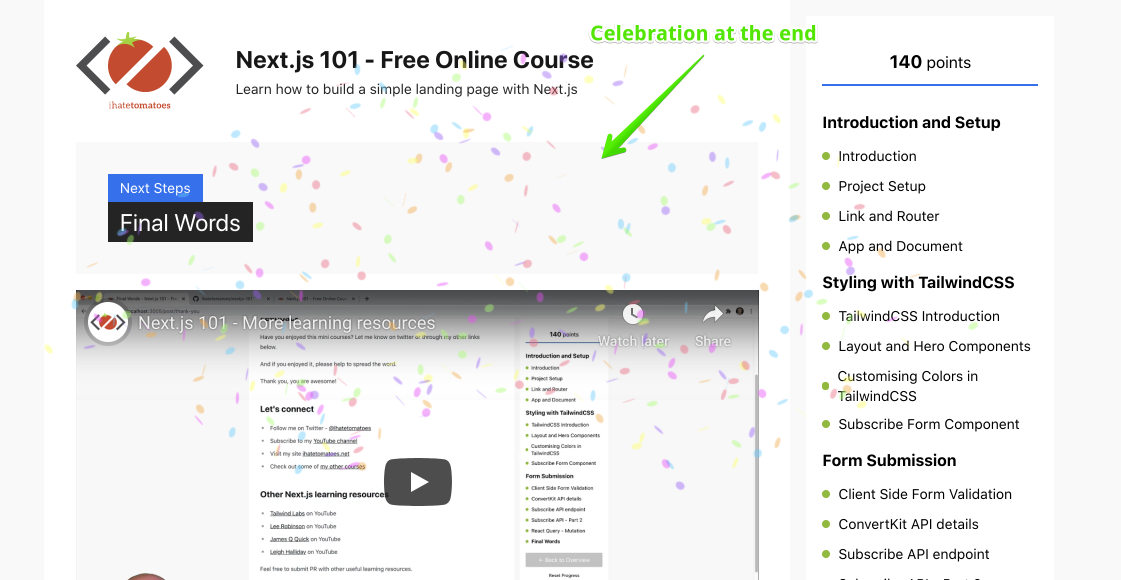 Celebration at the end
Next.js 101 - Free Online Course
Learn how to build a simple landing page with Next.js
ihatetomatoes
Next Steps
Final Words
Next.js 101 - More learning resources
Watch later
Share
Have you enjoyed this mini courses? Let me know on twitter or through my other links
below.
And if you enjoyed it, please help to spread the word.
Thank you, you are awesome!
Let's connect
Follow me on Twitter - @ihatetomatoes
Subscribe to my YouTube channel
Visit my site ihatetomatoes.net
Check out some of my other courses
Other Next.js learning resources
Tailwind Labs on YouTube
Lee Robinson on YouTube
James Q Quick on YouTube
Leigh Halliday on YouTube
Feel free to submit PR with other useful learning resources.
140 points
Introduction and Setup
Introduction
Project Setup
Link and Router
App and Document
Styling with TailwindCSS
TailwindCSS Introduction
Layout and Hero Components
Customising Colors in
TailwindCSS
Subscribe Form Component
Form Submission
Client Side Form Validation
ConvertKit API details
Subscribe API endpoint
Subscribe API - Part 2
React Query - Mutation
Final Words
← Back to Overview
Reset Progress
140 points
Introduction and Setup
Introduction
Project Setup
Link and Router
App and Document
Styling with TailwindCSS
TailwindCSS Introduction
Layout and Hero Components
Customising Colors in
TailwindCSS
Subscribe Form Component
Form Submission
Client Side Form Validation
ConvertKit API details
Subscribe API endpoint